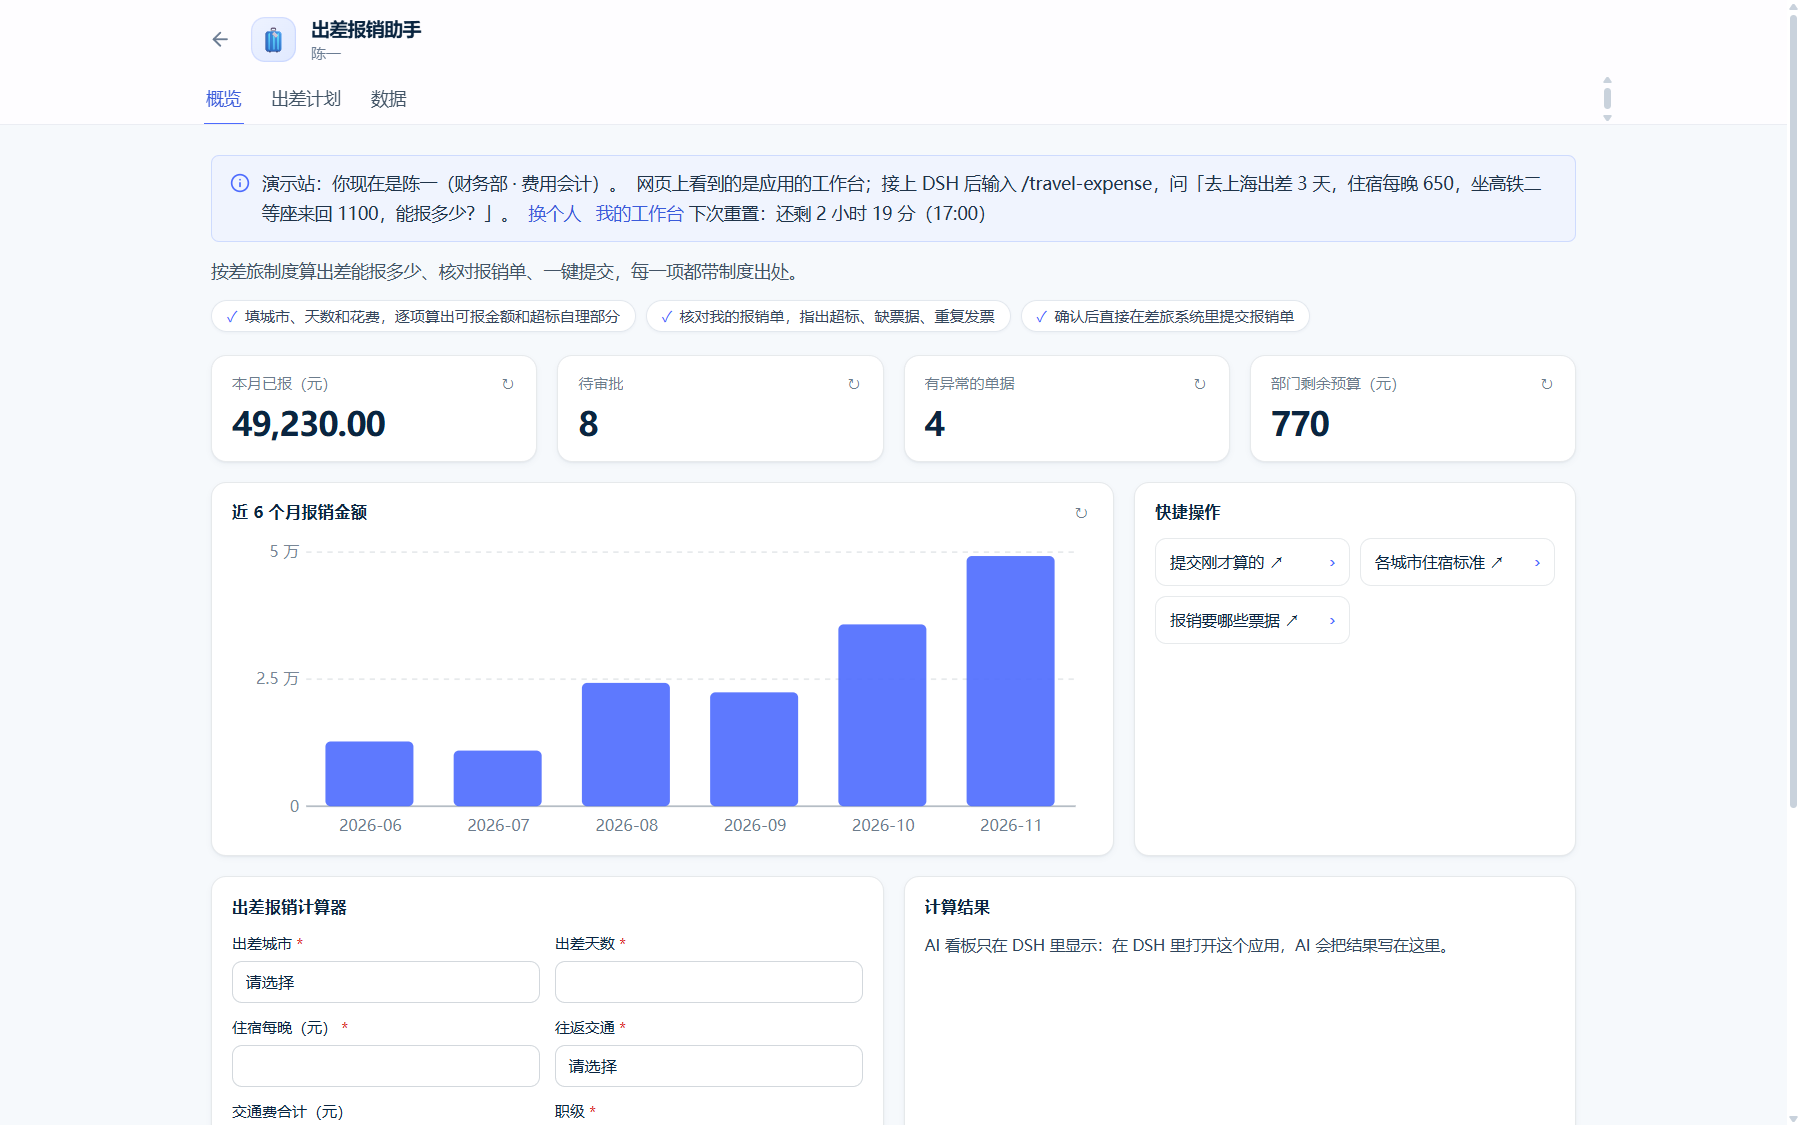 出差报销助手
陈一
概览 出差计划 数据
演示站：你现在是陈一（财务部 · 费用会计）。 网页上看到的是应用的工作台；接上 DSH 后输入 /travel-expense，问「去上海出差 3 天，住宿每晚 650，坐高铁二
等座来回 1100，能报多少？」。 换个人 我的工作台 下次重置：还剩 2 小时 19 分（17:00）
按差旅制度算出差能报多少、核对报销单、一键提交，每一项都带制度出处。
✓ 填城市、天数和花费，逐项算出可报金额和超标自理部分 ✓ 核对我的报销单，指出超标、缺票据、重复发票 ✓ 确认后直接在差旅系统里提交报销单
本月已报（元） ↻
49,230.00
待审批 ↻
8
有异常的单据 ↻
4
部门剩余预算（元） ↻
770
近 6 个月报销金额 ↻
5 万
2.5 万
0
2026-06 2026-07 2026-08 2026-09 2026-10 2026-11
快捷操作
提交刚才算的 ↗ ›
各城市住宿标准 ↗ ›
报销要哪些票据 ↗ ›
出差报销计算器
出差城市 * 出差天数 *
请选择
住宿每晚（元） * 往返交通 *
请选择
交通费合计（元） 职级 *
计算结果
AI 看板只在 DSH 里显示：在 DSH 里打开这个应用，AI 会把结果写在这里。